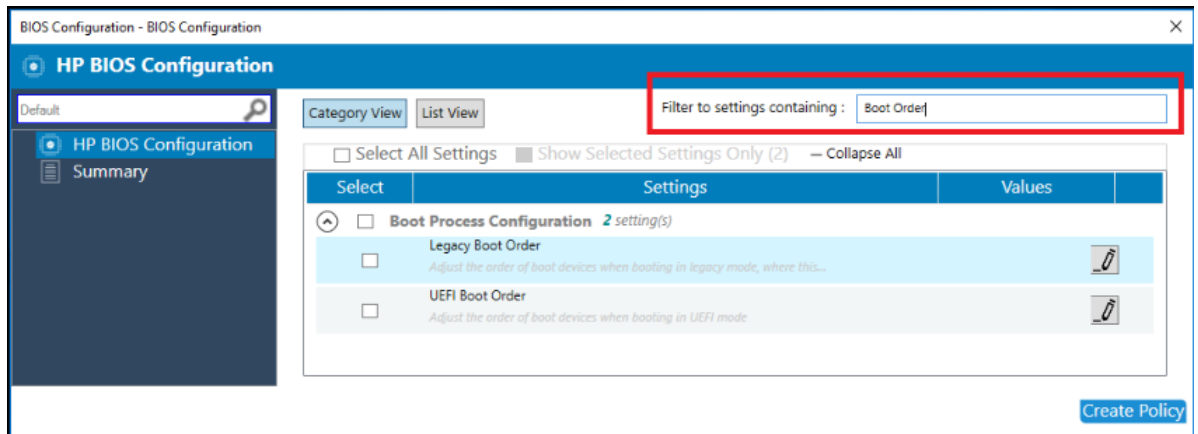 BIOS Configuration - BIOS Configuration
HP BIOS Configuration
Default
HP BIOS Configuration
Summary
Category View List View Filter to settings containing : Boot Order
Select All Settings Show Selected Settings Only (2) — Collapse All
Select Settings Values
Boot Process Configuration 2 setting(s)
Legacy Boot Order
Adjust the order of boot devices when booting in legacy mode, where this...
UEFI Boot Order
Adjust the order of boot devices when booting in UEFI mode
Create Policy